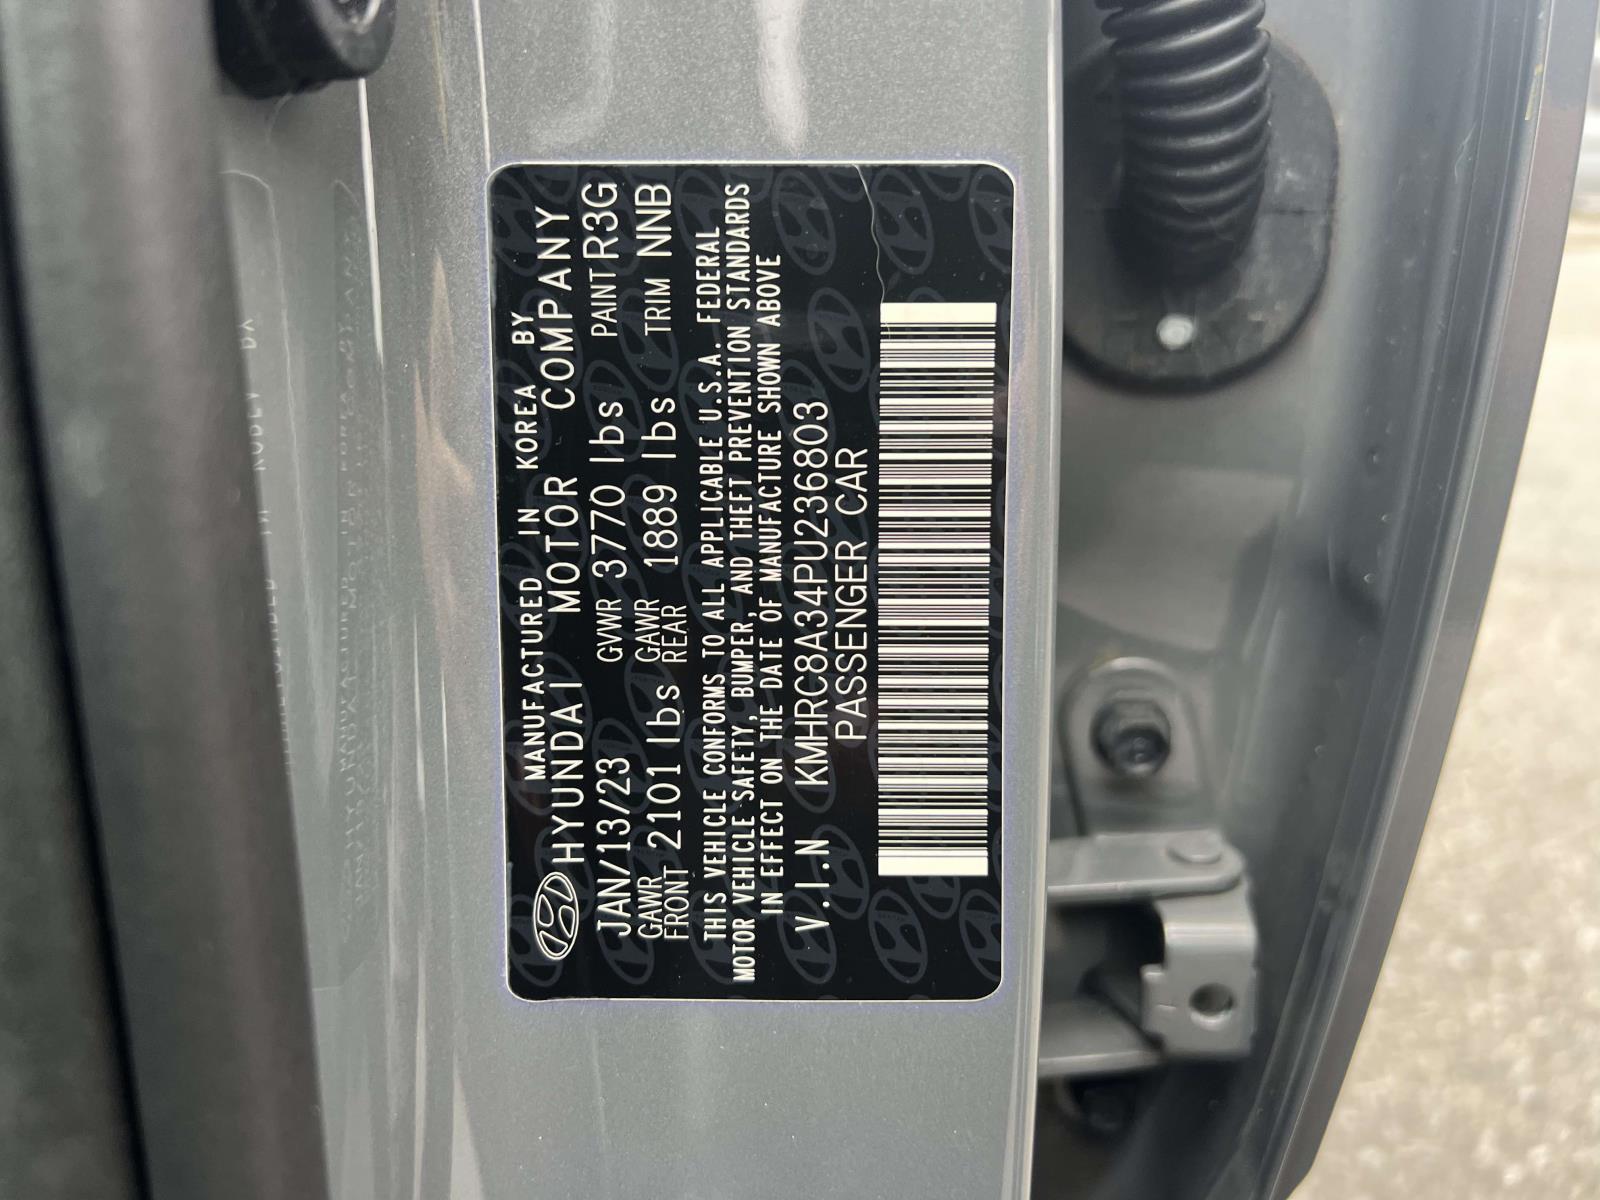 MANUFACTURED IN KOREA BY
HYUNDAI MOTOR COMPANY
JAN/13/23 GVWR 3770 lbs PAINT R3G
GAWR FRONT 2101 lbs GAWR REAR 1889 lbs TRIM NNB
THIS VEHICLE CONFORMS TO ALL APPLICABLE U.S.A. FEDERAL
MOTOR VEHICLE SAFETY, BUMPER, AND THEFT PREVENTION STANDARDS
IN EFFECT ON THE DATE OF MANUFACTURE SHOWN ABOVE
V.I.N KMHRC8A34PU236803
PASSENGER CAR